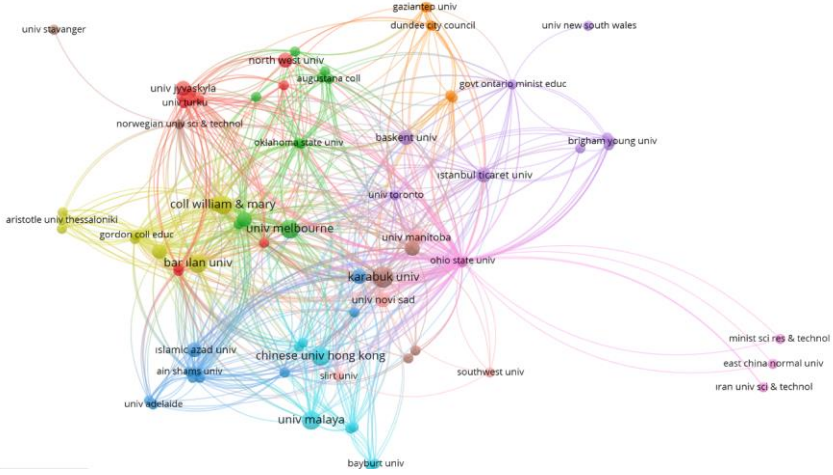 gaziantep univ
dundee city council
univ new south wales
univ stavanger
north west univ
augustana coll
govt ontario minist educ
univ jyvaskyla
univ turku
norwegian univ sci & technol
oklahoma state univ
baskent univ
brigham young univ
ıstanbul ticaret univ
univ toronto
coll william & mary
aristotle univ thessaloniki
univ melbourne
gordon coll educ
univ manitoba
bar ılan univ
ohio state univ
karabuk univ
univ novi sad
minist sci res & technol
ıslamic azad univ
chinese univ hong kong
east china normal univ
ain shams univ
siirt univ
southwest univ
ıran univ sci & technol
univ adelaide
univ malaya
bayburt univ